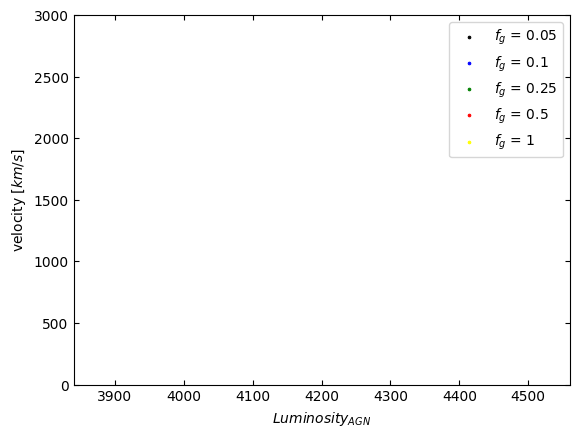 3000
2500
2000
1500
1000
500
0
velocity [km/s]
f_g = 0.05
f_g = 0.1
f_g = 0.25
f_g = 0.5
f_g = 1
3900 4000 4100 4200 4300 4400 4500
Luminosity_AGN